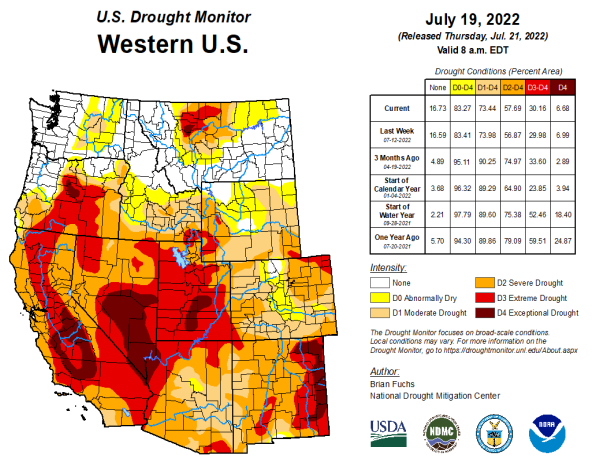 U.S. Drought Monitor
Western U.S.
July 19, 2022
(Released Thursday, Jul. 21, 2022)
Valid 8 a.m. EDT
Drought Conditions (Percent Area)
None D0-D4 D1-D4 D2-D4 D3-D4 D4
Current 16.73 83.27 73.44 57.69 30.16 6.68
Last Week 16.59 83.41 73.98 56.87 29.98 6.99
07-12-2022
3 Months Ago 4.89 95.11 90.25 74.97 33.60 2.89
04-19-2022
Start of
Calendar Year 3.68 96.32 89.29 64.90 23.85 3.94
01-04-2022
Start of
Water Year 2.21 97.79 89.60 75.38 52.46 18.40
09-28-2021
One Year Ago 5.70 94.30 89.86 79.09 59.51 24.87
07-20-2021
Intensity:
None
D0 Abnormally Dry
D1 Moderate Drought
D2 Severe Drought
D3 Extreme Drought
D4 Exceptional Drought
The Drought Monitor focuses on broad-scale conditions.
Local conditions may vary. For more information on the
Drought Monitor, go to https://droughtmonitor.unl.edu/About.aspx
Author:
Brian Fuchs
National Drought Mitigation Center
USDA
NDMC
NOAA